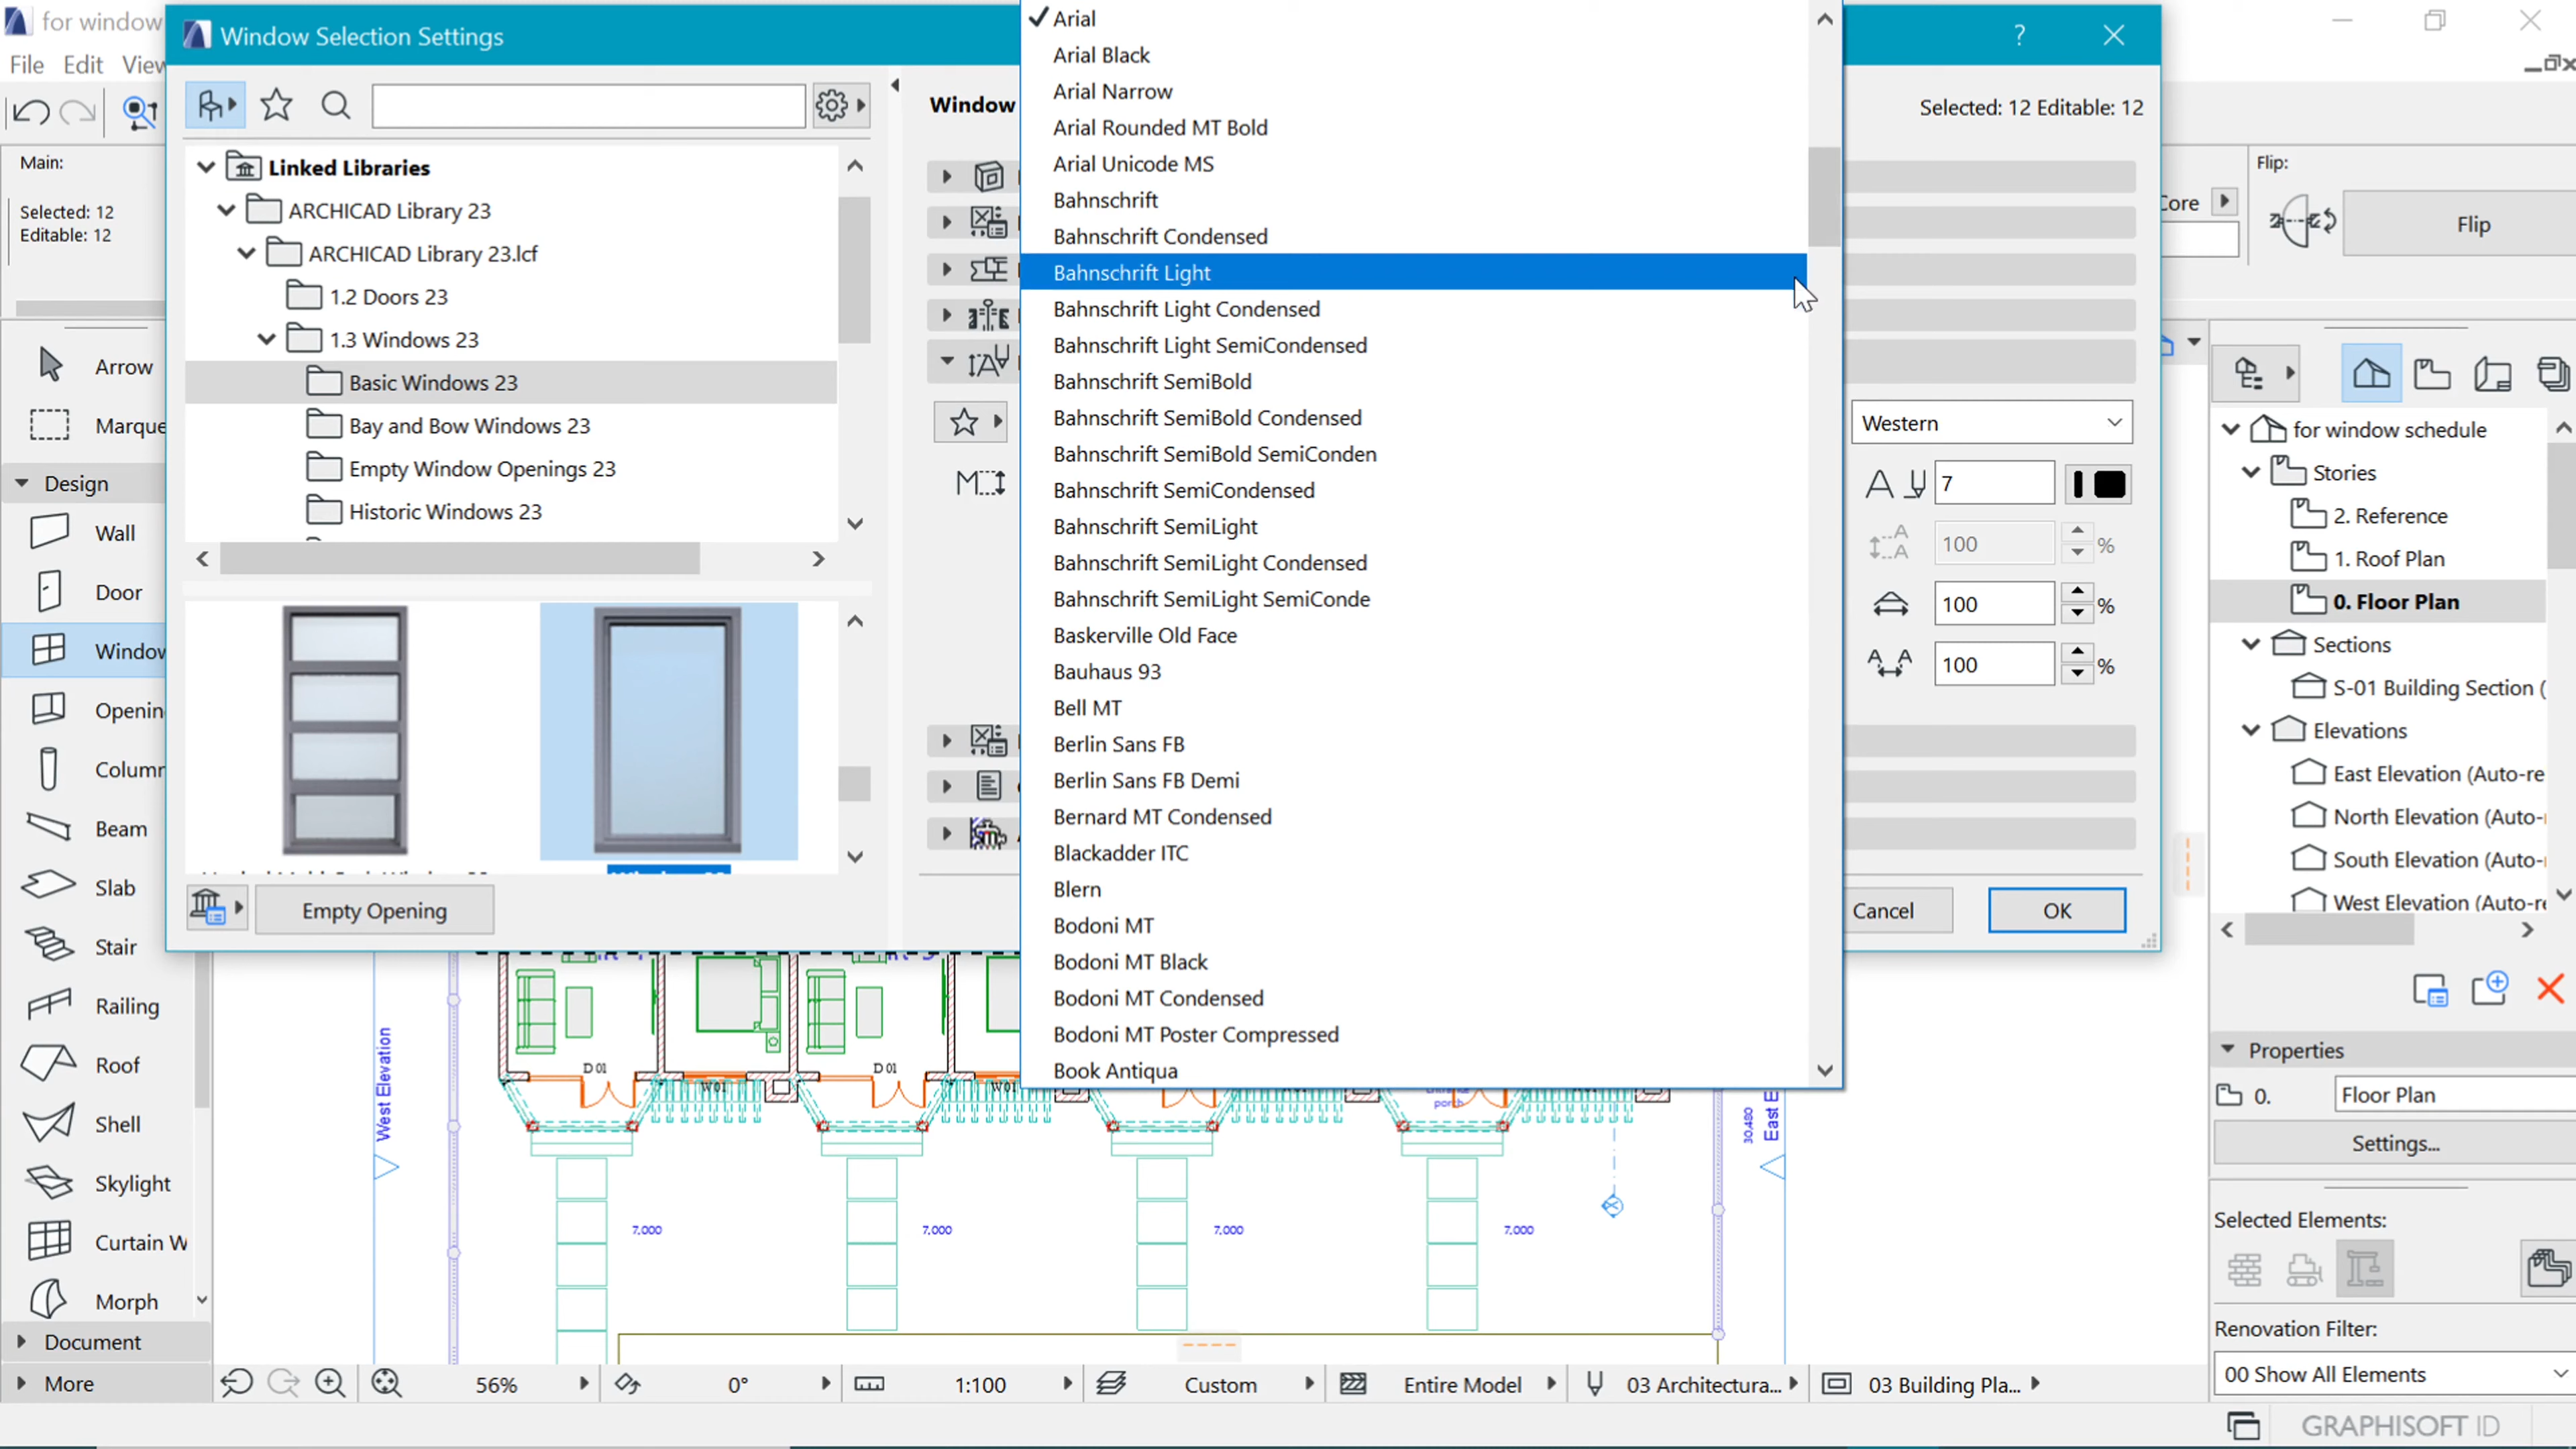 for window
Window Selection Settings
File Edit View
Main:
Selected: 12
Editable: 12
Linked Libraries
ARCHICAD Library 23
ARCHICAD Library 23.lcf
1.2 Doors 23
1.3 Windows 23
Basic Windows 23
Bay and Bow Windows 23
Empty Window Openings 23
Historic Windows 23
Empty Opening
Arrow
Marque
Design
Wall
Door
Window
Opening
Column
Beam
Slab
Stair
Railing
Roof
Shell
Skylight
Curtain W
Morph
Document
More
Window
Arial
Arial Black
Arial Narrow
Arial Rounded MT Bold
Arial Unicode MS
Bahnschrift
Bahnschrift Condensed
Bahnschrift Light
Bahnschrift Light Condensed
Bahnschrift Light SemiCondensed
Bahnschrift SemiBold
Bahnschrift SemiBold Condensed
Bahnschrift SemiBold SemiConden
Bahnschrift SemiCondensed
Bahnschrift SemiLight
Bahnschrift SemiLight Condensed
Bahnschrift SemiLight SemiConde
Baskerville Old Face
Bauhaus 93
Bell MT
Berlin Sans FB
Berlin Sans FB Demi
Bernard MT Condensed
Blackadder ITC
Blern
Bodoni MT
Bodoni MT Black
Bodoni MT Condensed
Bodoni MT Poster Compressed
Book Antiqua
? 
Selected: 12 Editable: 12
Western
7
100 %
100 %
100 %
Cancel
OK
Core
Flip:
Flip
for window schedule
Stories
2. Reference
1. Roof Plan
0. Floor Plan
Sections
S-01 Building Section (
Elevations
East Elevation (Auto-re
North Elevation (Auto-
South Elevation (Auto-
West Elevation (Auto-re
Properties
0.
Floor Plan
Settings...
Selected Elements:
Renovation Filter:
00 Show All Elements
GRAPHISOFT ID
West Elevation
D 01
D 01
W01
W01
porch
30.480
East E
7.000
7.000
7.000
7.000
56%
0°
1:100
Custom
Entire Model
03 Architectura...
03 Building Pla...